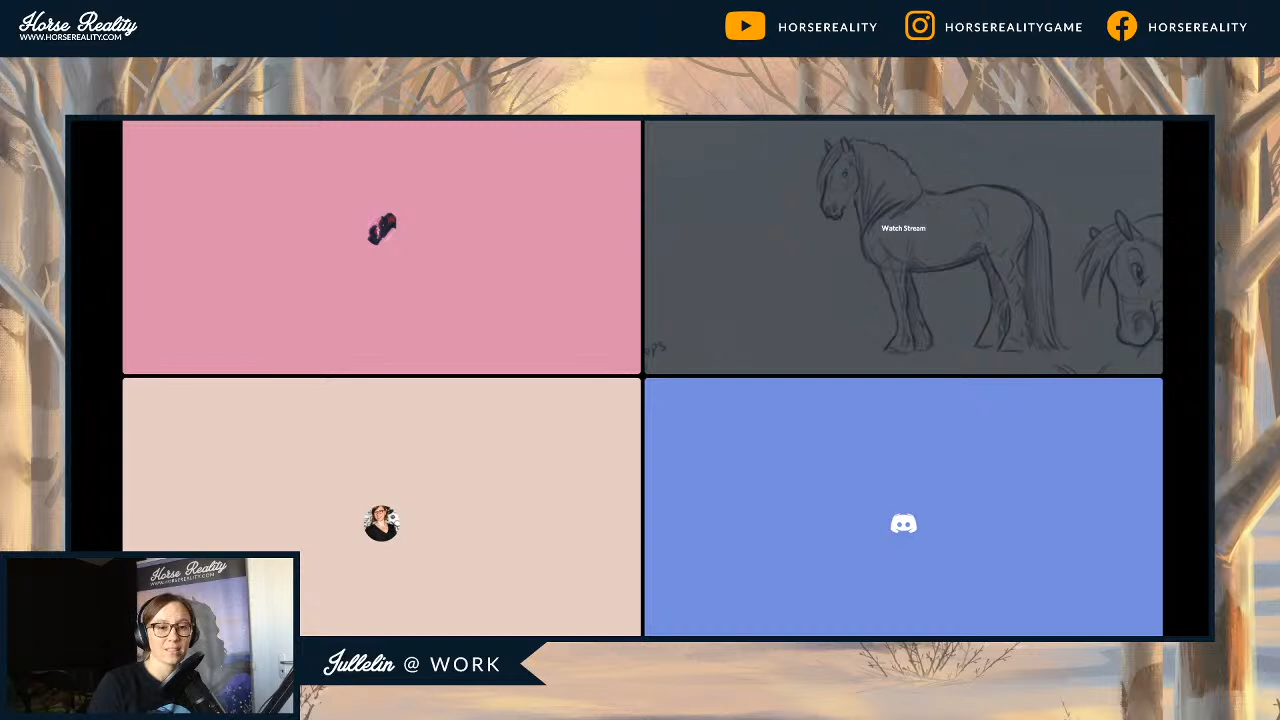 Horse Reality
WWW.HORSEREALITY.COM
HORSEREALITY
HORSEREALITYGAME
HORSEREALITY
Watch Stream
Horse Reality
WWW.HORSEREALITY.COM
Jullelin @ WORK